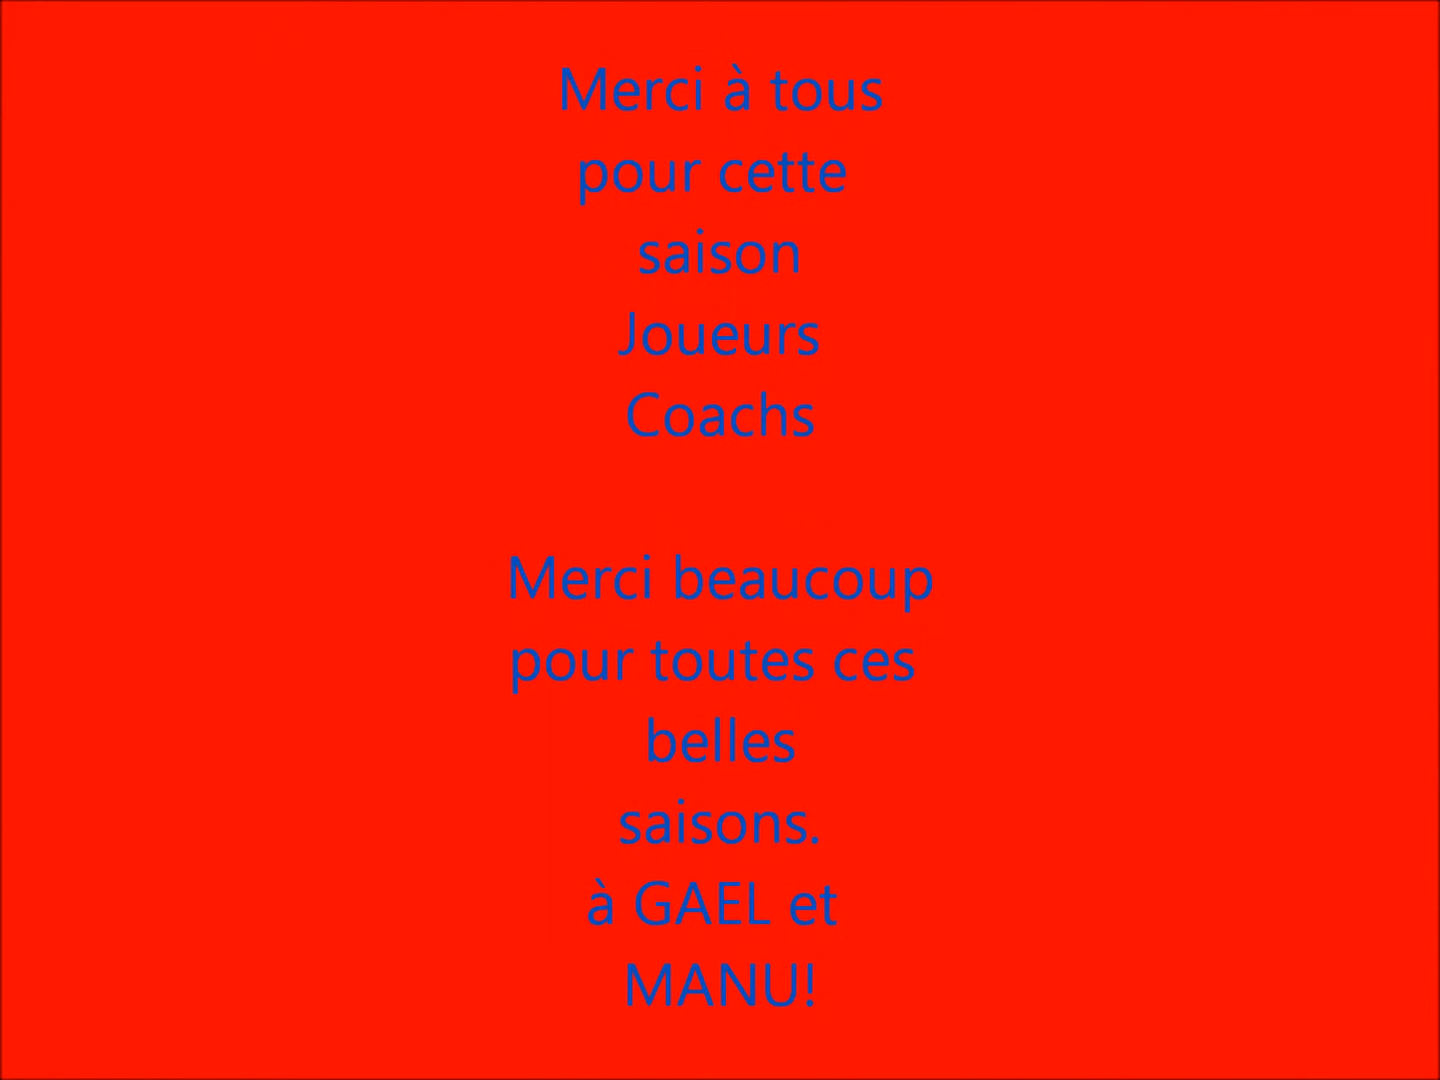 Merci à tous
pour cette
saison
Joueurs
Coachs
Merci beaucoup
pour toutes ces
belles
saisons.
à GAEL et
MANU!